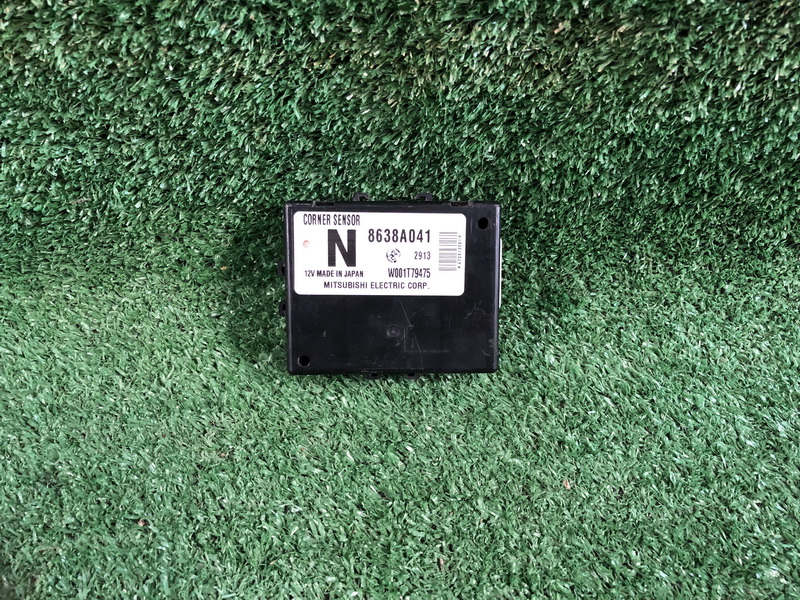 CORNER SENSOR
N 8638A041
2913
12V MADE IN JAPAN W001T79475
MITSUBISHI ELECTRIC CORP.